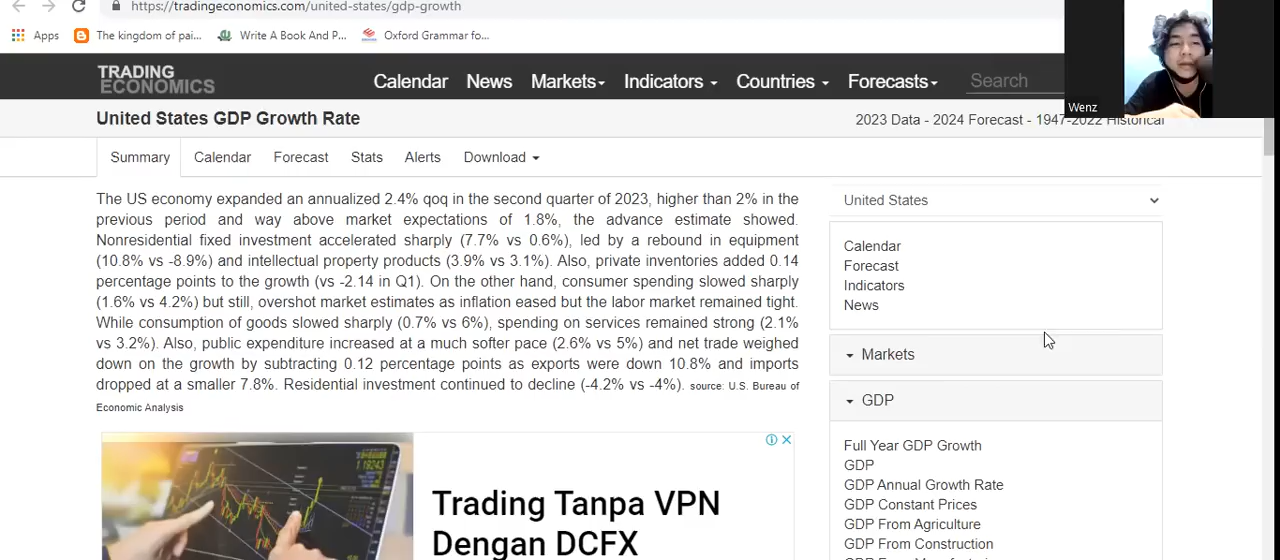 https://tradingeconomics.com/united-states/gdp-growth
Apps
The kingdom of pai...
Write A Book And P...
Oxford Grammar fo...
TRADING
ECONOMICS
Calendar
News
Markets
Indicators
Countries
Forecasts
Search
Wenz
United States GDP Growth Rate
2023 Data - 2024 Forecast - 1947-2022 Historical
Summary
Calendar
Forecast
Stats
Alerts
Download
The US economy expanded an annualized 2.4% qoq in the second quarter of 2023, higher than 2% in the
previous period and way above market expectations of 1.8%, the advance estimate showed.
Nonresidential fixed investment accelerated sharply (7.7% vs 0.6%), led by a rebound in equipment
(10.8% vs -8.9%) and intellectual property products (3.9% vs 3.1%). Also, private inventories added 0.14
percentage points to the growth (vs -2.14 in Q1). On the other hand, consumer spending slowed sharply
(1.6% vs 4.2%) but still, overshot market estimates as inflation eased but the labor market remained tight.
While consumption of goods slowed sharply (0.7% vs 6%), spending on services remained strong (2.1%
vs 3.2%). Also, public expenditure increased at a much softer pace (2.6% vs 5%) and net trade weighed
down on the growth by subtracting 0.12 percentage points as exports were down 10.8% and imports
dropped at a smaller 7.8%. Residential investment continued to decline (-4.2% vs -4%). source: U.S. Bureau of
Economic Analysis
United States
Calendar
Forecast
Indicators
News
Markets
GDP
Full Year GDP Growth
GDP
GDP Annual Growth Rate
GDP Constant Prices
GDP From Agriculture
GDP From Construction
1.19243
Trading Tanpa VPN
Dengan DCFX